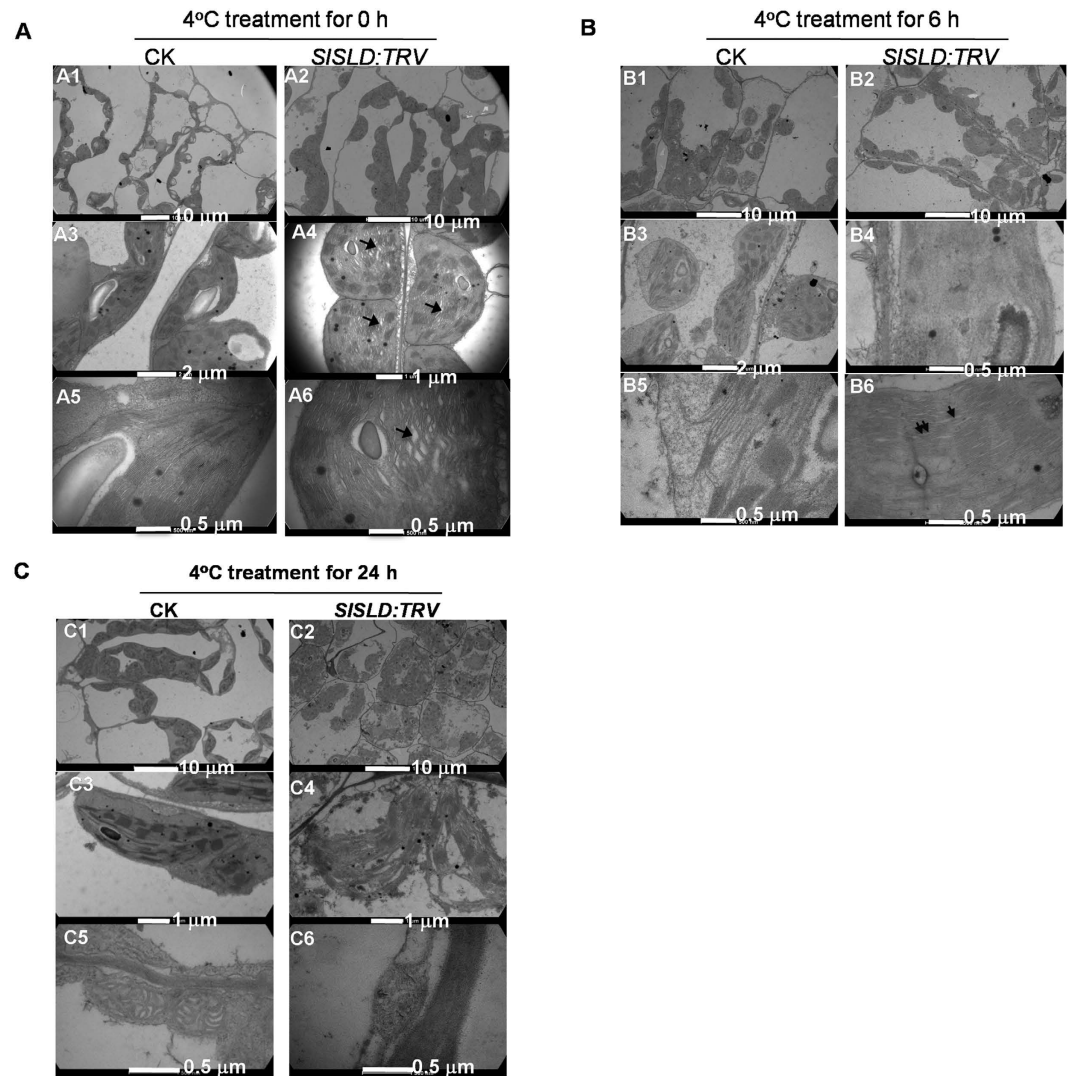 A
4ºC treatment for 0 h
CK SlSLD:TRV
A1 A2
10 μm 10 μm
A3 A4
2 μm 1 μm
A5 A6
0.5 μm 0.5 μm
B
4ºC treatment for 6 h
CK SlSLD:TRV
B1 B2
10 μm 10 μm
B3 B4
2 μm 0.5 μm
B5 B6
0.5 μm 0.5 μm
C
4ºC treatment for 24 h
CK SlSLD:TRV
C1 C2
10 μm 10 μm
C3 C4
1 μm 1 μm
C5 C6
0.5 μm 0.5 μm